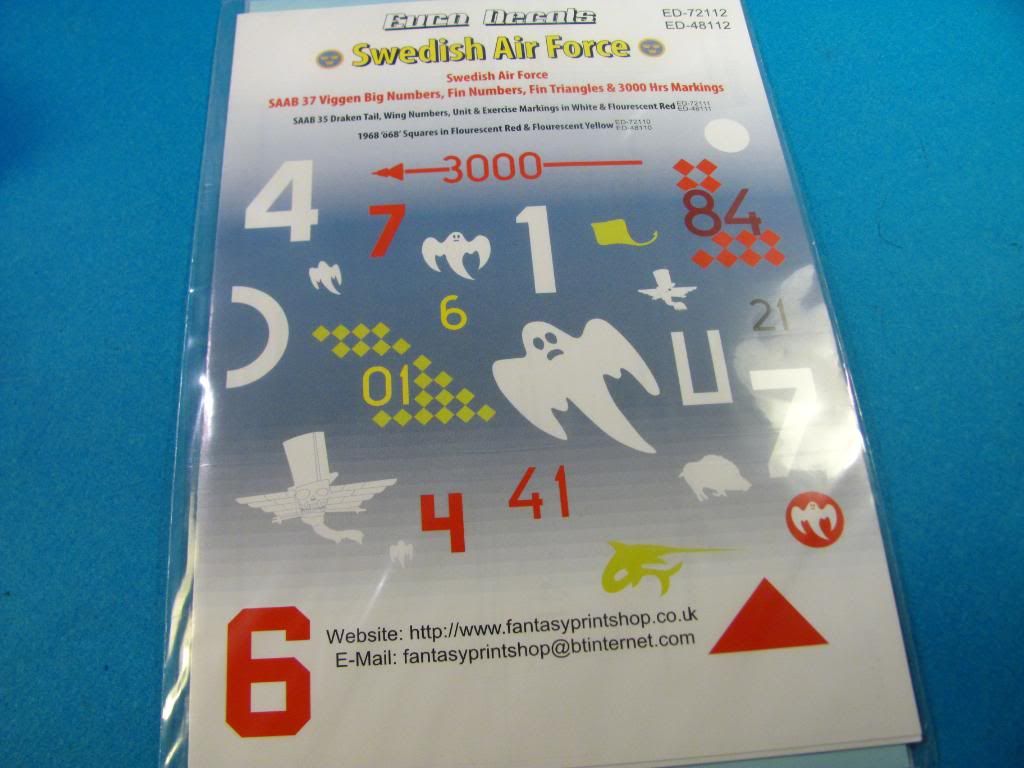 Euro Decals
ED-72112
ED-48112
Swedish Air Force
Swedish Air Force
SAAB 37 Viggen Big Numbers, Fin Numbers, Fin Triangles & 3000 Hrs Markings
SAAB 35 Draken Tail, Wing Numbers, Unit & Exercise Markings in White & Flourescent Red ED-72111
ED-48111
1968 'ö68' Squares in Flourescent Red & Flourescent Yellow ED-72110
ED-48110
3000
4
7
1
84
6
21
01
U
7
4
41
6
Website: http://www.fantasyprintshop.co.uk
E-Mail: fantasyprintshop@btinternet.com